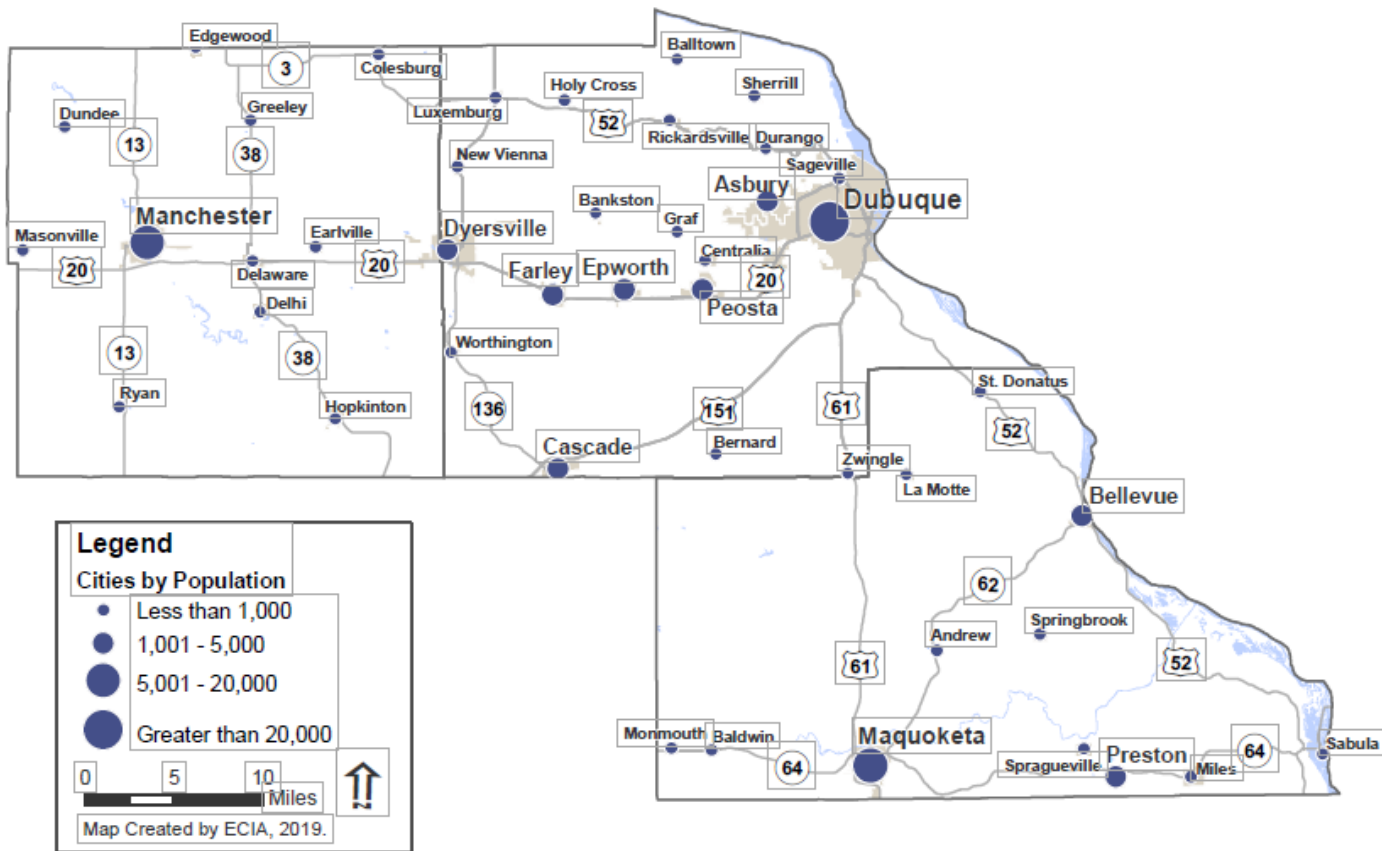 Edgewood
3
Colesburg
Balltown
Sherrill
Holy Cross
Dundee
Greeley
Luxemburg
52
13
38
Rickardsville
Durango
New Vienna
Sageville
Asbury
Dubuque
Bankston
Graf
Manchester
Masonville
Earlville
Dyersville
Centralia
20
Delaware
20
Farley
Epworth
20
Peosta
Delhi
13
38
Worthington
Ryan
Hopkinton
136
151
61
St. Donatus
52
Cascade
Bernard
Zwingle
La Motte
Bellevue
62
Springbrook
Andrew
61
52
Monmouth
Baldwin
Maquoketa
64
Spragueville
Preston
Miles
64
Sabula
Legend
Cities by Population
Less than 1,000
1,001 - 5,000
5,001 - 20,000
Greater than 20,000
0 5 10
Miles
N
Map Created by ECIA, 2019.